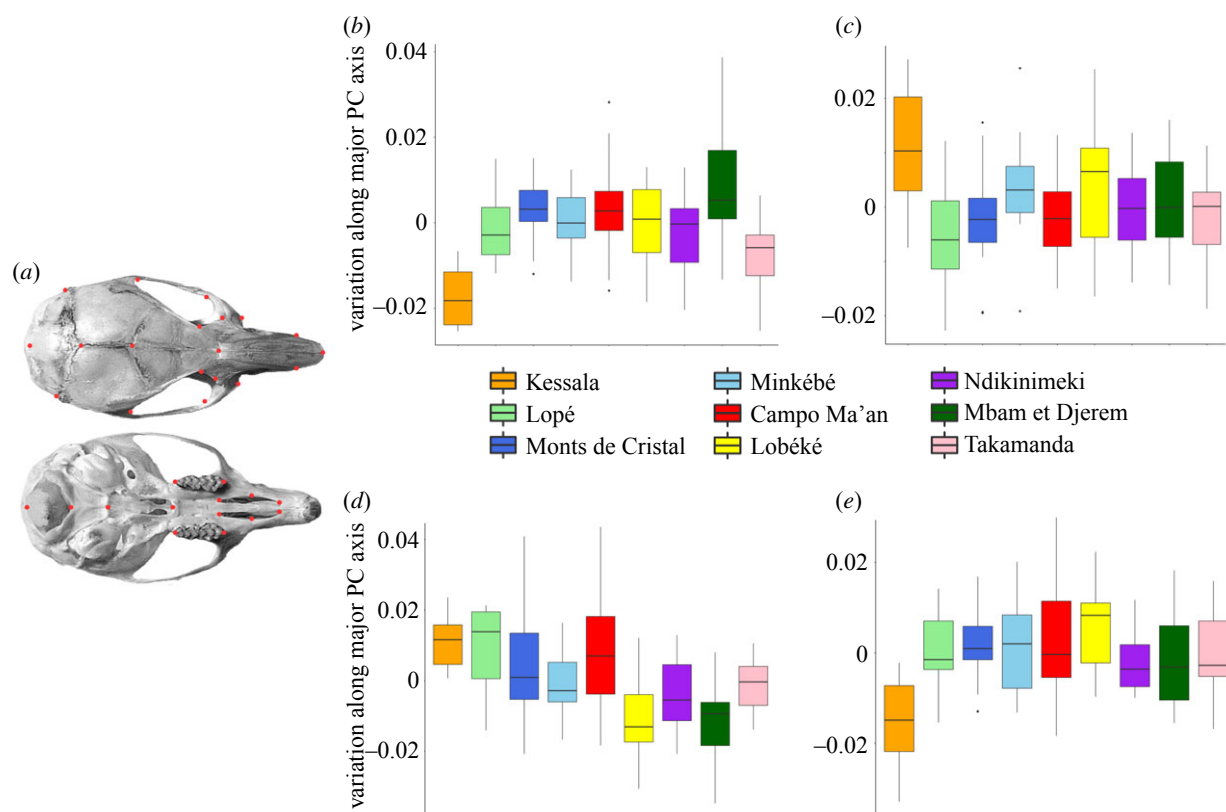 (a)
(b)
variation along major PC axis
0.04
0.02
0
–0.02
(c)
0.02
0
–0.02
Kessala
Lopé
Monts de Cristal
Minkébé
Campo Ma’an
Lobéké
Ndikinimeki
Mbam et Djerem
Takamanda
(d)
variation along major PC axis
0.04
0.02
0
–0.02
(e)
0.02
0
–0.02